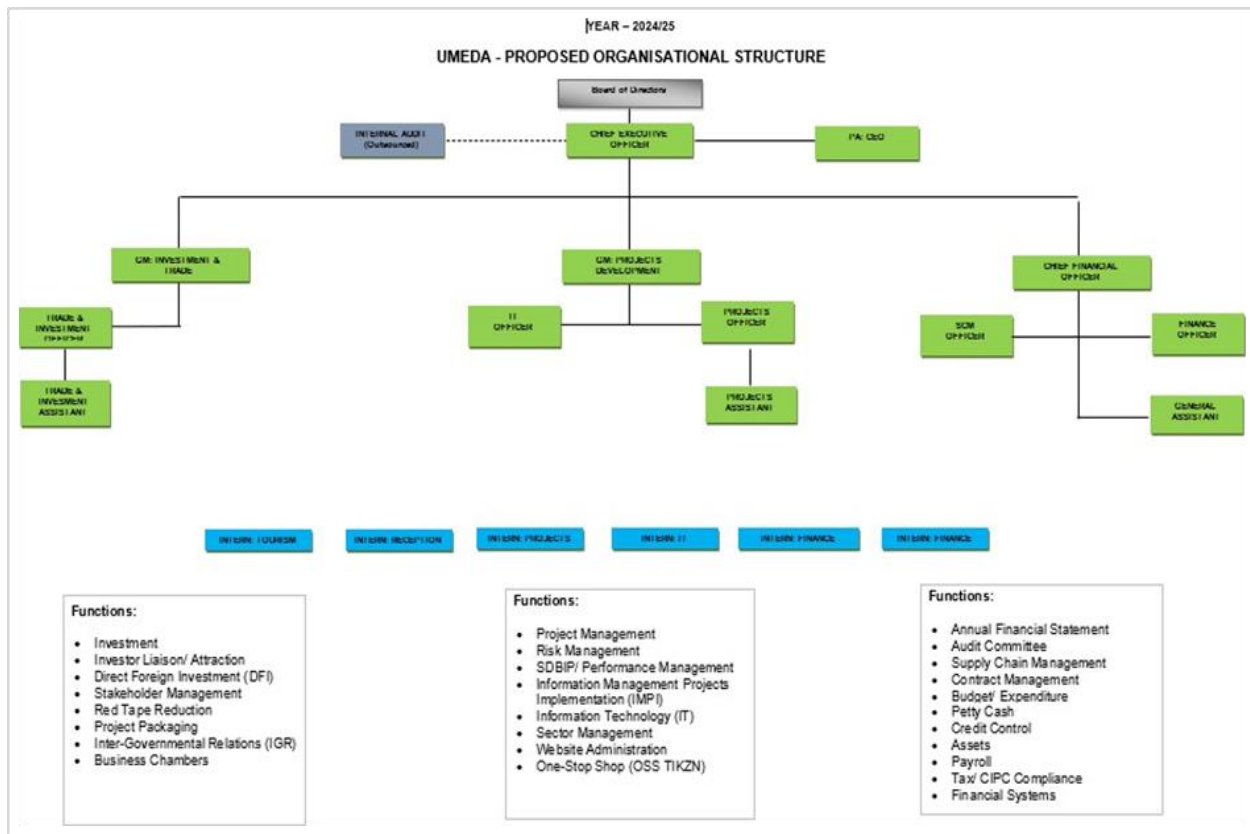 YEAR – 2024/25
UMEDA - PROPOSED ORGANISATIONAL STRUCTURE
Board of Directors
INTERNAL AUDIT
(Outsourced)
CHIEF EXECUTIVE
OFFICER
PA: CEO
GM: INVESTMENT &
TRADE
GM: PROJECTS
DEVELOPMENT
CHIEF FINANCIAL
OFFICER
TRADE &
INVESTMENT
OFFICER
IT
OFFICER
PROJECTS
OFFICER
SCM
OFFICER
FINANCE
OFFICER
TRADE &
INVESMENT
ASSISTANT
PROJECTS
ASSISTANT
GENERAL
ASSISTANT
INTERN: TOURISM
INTERN: RECEPTION
INTERN: PROJECTS
INTERN: IT
INTERN: FINANCE
INTERN: FINANCE
Functions:
• Investment
• Investor Liaison/ Attraction
• Direct Foreign Investment (DFI)
• Stakeholder Management
• Red Tape Reduction
• Project Packaging
• Inter-Governmental Relations (IGR)
• Business Chambers
Functions:
• Project Management
• Risk Management
• SDBIP/ Performance Management
• Information Management Projects
Implementation (IMPI)
• Information Technology (IT)
• Sector Management
• Website Administration
• One-Stop Shop (OSS TIKZN)
Functions:
• Annual Financial Statement
• Audit Committee
• Supply Chain Management
• Contract Management
• Budget/ Expenditure
• Petty Cash
• Credit Control
• Assets
• Payroll
• Tax/ CIPC Compliance
• Financial Systems